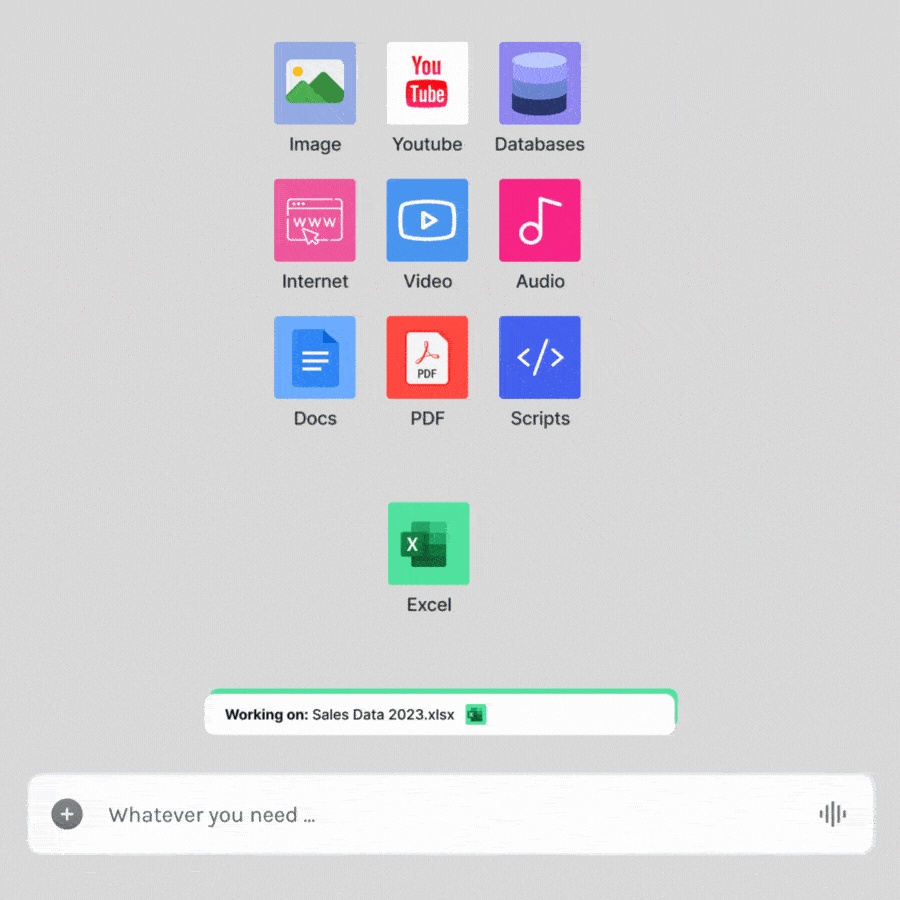 You
Tube
Image Youtube Databases
WWW
Internet Video Audio
PDF
Docs PDF Scripts
X
Excel
Working on: Sales Data 2023.xlsx
Whatever you need ...